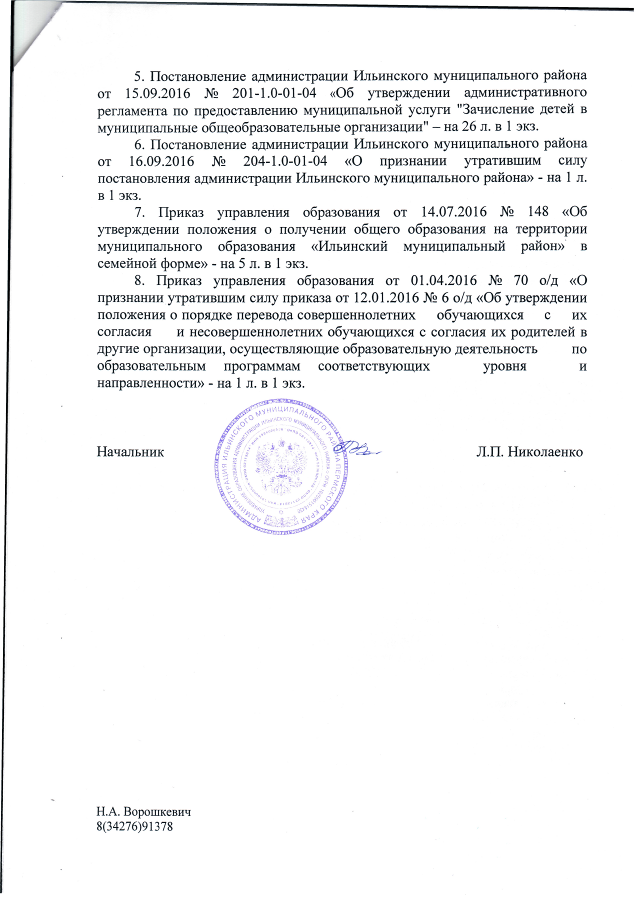 5. Постановление администрации Ильинского муниципального района
от 15.09.2016 № 201-1.0-01-04 «Об утверждении административного
регламента по предоставлению муниципальной услуги "Зачисление детей в
муниципальные общеобразовательные организации" – на 26 л. в 1 экз.
6. Постановление администрации Ильинского муниципального района
от 16.09.2016 № 204-1.0-01-04 «О признании утратившим силу
постановления администрации Ильинского муниципального района» - на 1 л.
в 1 экз.
7. Приказ управления образования от 14.07.2016 № 148 «Об
утверждении положения о получении общего образования на территории
муниципального образования «Ильинский муниципальный район» в
семейной форме» - на 5 л. в 1 экз.
8. Приказ управления образования от 01.04.2016 № 70 о/д «О
признании утратившим силу приказа от 12.01.2016 № 6 о/д «Об утверждении
положения о порядке перевода совершеннолетних обучающихся с их
согласия и несовершеннолетних обучающихся с согласия их родителей в
другие организации, осуществляющие образовательную деятельность по
образовательным программам соответствующих уровня и
направленности» - на 1 л. в 1 экз.
Начальник Л.П. Николаенко
АДМИНИСТРАЦИЯ ИЛЬИНСКОГО МУНИЦИПАЛЬНОГО РАЙОНА ПЕРМСКОГО КРАЯ
Н.А. Ворошкевич
8(34276)91378